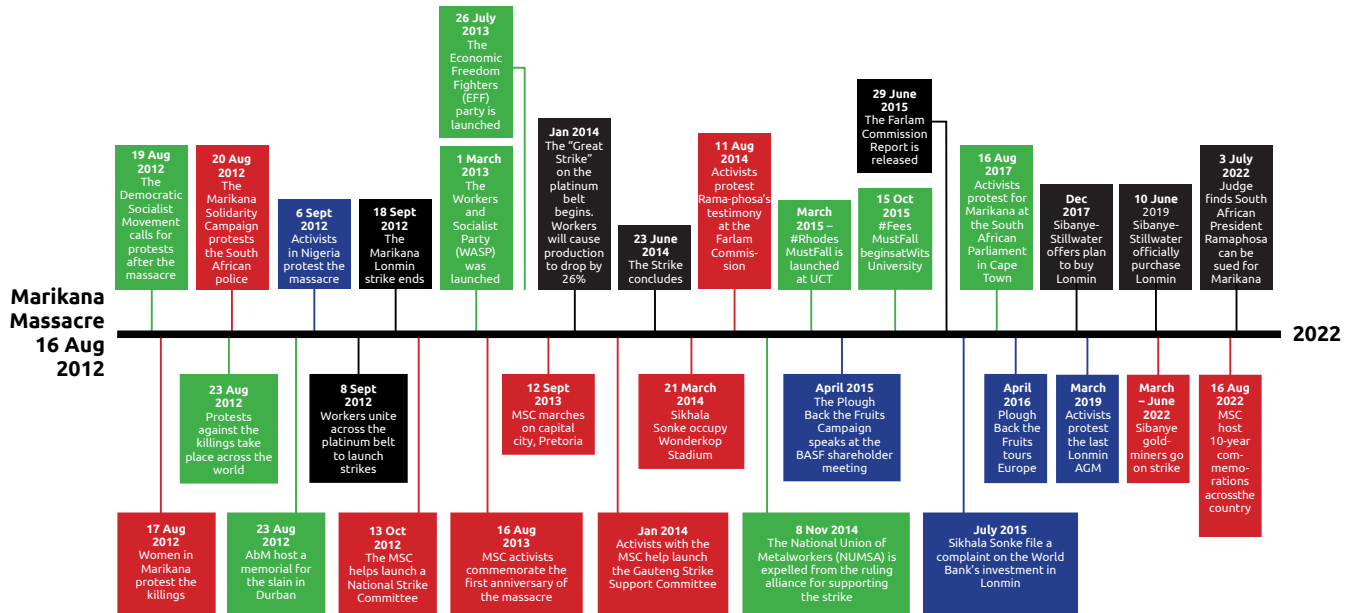 Marikana
Massacre
16 Aug
2012
2022
26 July
2013
The
Economic
Freedom
Fighters
(EFF)
party is
launched
19 Aug
2012
The
Democratic
Socialist
Movement
calls for
protests
after the
massacre
20 Aug
2012
The
Marikana
Solidarity
Campaign
protests
the South
African
police
6 Sept
2012
Activists
in Nigeria
protest the
massacre
18 Sept
2012
The
Marikana
Lonmin
strike ends
1 March
2013
The
Workers
and
Socialist
Party
(WASP)
was
launched
Jan 2014
The “Great
Strike”
on the
platinum
belt
begins.
Workers
will cause
production
to drop by
26%
23 June
2014
The Strike
concludes
11 Aug
2014
Activists
protest
Rama-phosa’s
testimony
at the
Farlam
Commis-
sion
March
2015 –
#Rhodes
MustFall is
launched
at UCT
29 June
2015
The Farlam
Commission
Report is
released
15 Oct
2015
#Fees
MustFall
beginsatWits
University
16 Aug
2017
Activists
protest for
Marikana at
the South
African
Parliament
in Cape
Town
Dec
2017
Sibanye-
Stillwater
offers plan
to buy
Lonmin
10 June
2019
Sibanye-
Stillwater
officially
purchase
Lonmin
3 July
2022
Judge
finds South
African
President
Ramaphosa
can be
sued for
Marikana
23 Aug
2012
Protests
against the
killings take
place across
the world
8 Sept
2012
Workers unite
across the
platinum belt
to launch
strikes
12 Sept
2013
MSC marches
on capital
city, Pretoria
21 March
2014
Sikhala
Sonke occupy
Wonderkop
Stadium
April 2015
The Plough
Back the Fruits
Campaign
speaks at the
BASF shareholder
meeting
April
2016
Plough
Back the
Fruits
tours
Europe
March
2019
Activists
protest
the last
Lonmin
AGM
March
– June
2022
Sibanye
gold-
miners go
on strike
16 Aug
2022
MSC
host
10-year
com-
memo-
rations
acrossthe
country
17 Aug
2012
Women in
Marikana
protest the
killings
23 Aug
2012
AbM host a
memorial for
the slain in
Durban
13 Oct
2012
The MSC
helps launch a
National Strike
Committee
16 Aug
2013
MSC activists
commemorate the
first anniversary of
the massacre
Jan 2014
Activists with the
MSC help launch
the Gauteng Strike
Support Committee
8 Nov 2014
The National Union of
Metalworkers (NUMSA) is
expelled from the ruling
alliance for supporting
the strike
July 2015
Sikhala Sonke file a
complaint on the World
Bank’s investment in
Lonmin